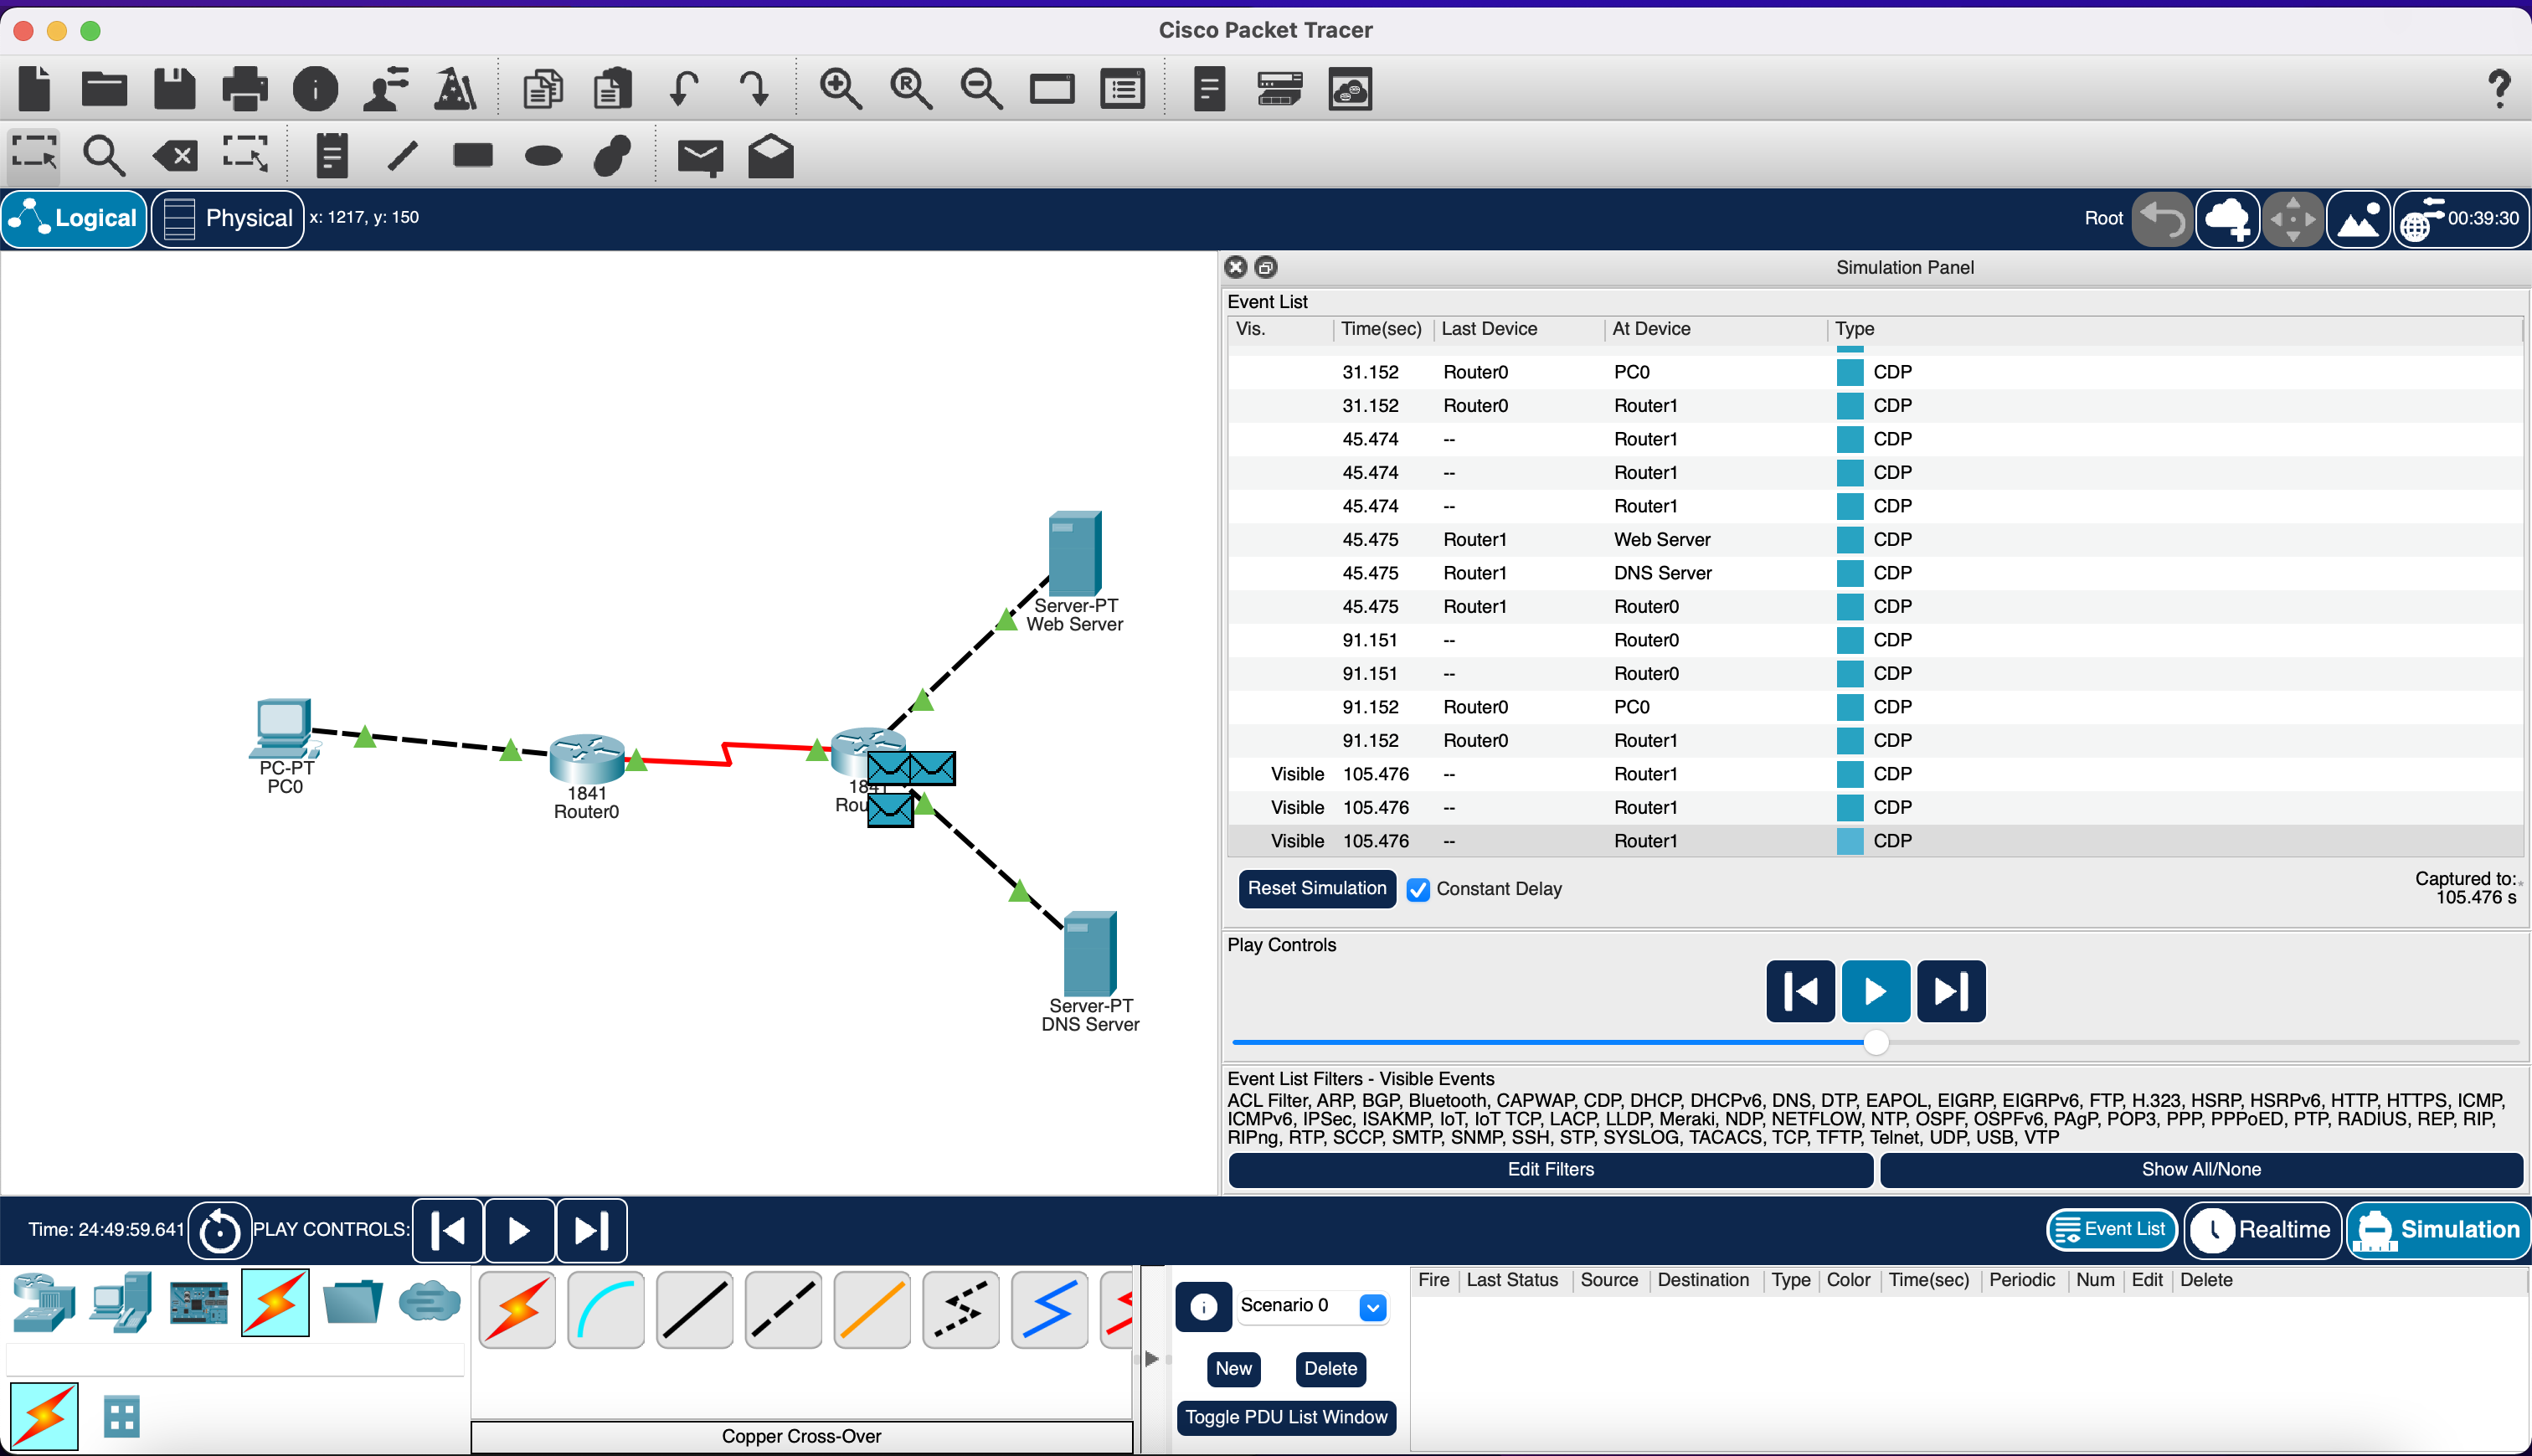 Cisco Packet Tracer
Logical
Physical
x: 1217, y: 150
Root
00:39:30
Simulation Panel
Event List
Vis. Time(sec) Last Device At Device Type
31.152 Router0 PC0 CDP
31.152 Router0 Router1 CDP
45.474 -- Router1 CDP
45.474 -- Router1 CDP
45.474 -- Router1 CDP
45.475 Router1 Web Server CDP
45.475 Router1 DNS Server CDP
45.475 Router1 Router0 CDP
91.151 -- Router0 CDP
91.151 -- Router0 CDP
91.152 Router0 PC0 CDP
91.152 Router0 Router1 CDP
Visible 105.476 -- Router1 CDP
Visible 105.476 -- Router1 CDP
Visible 105.476 -- Router1 CDP
Server-PT
Web Server
PC-PT
PC0
1841
Router0
1841
Rou
Server-PT
DNS Server
Reset Simulation
Constant Delay
Captured to:*
105.476 s
Play Controls
Event List Filters - Visible Events
ACL Filter, ARP, BGP, Bluetooth, CAPWAP, CDP, DHCP, DHCPv6, DNS, DTP, EAPOL, EIGRP, EIGRPv6, FTP, H.323, HSRP, HSRPv6, HTTP, HTTPS, ICMP,
ICMPv6, IPSec, ISAKMP, IoT, IoT TCP, LACP, LLDP, Meraki, NDP, NETFLOW, NTP, OSPF, OSPFv6, PAgP, POP3, PPP, PPPoED, PTP, RADIUS, REP, RIP,
RIPng, RTP, SCCP, SMTP, SNMP, SSH, STP, SYSLOG, TACACS, TCP, TFTP, Telnet, UDP, USB, VTP
Edit Filters
Show All/None
Time: 24:49:59.641
PLAY CONTROLS:
Event List
Realtime
Simulation
Scenario 0
New
Delete
Toggle PDU List Window
Fire Last Status Source Destination Type Color Time(sec) Periodic Num Edit Delete
Copper Cross-Over